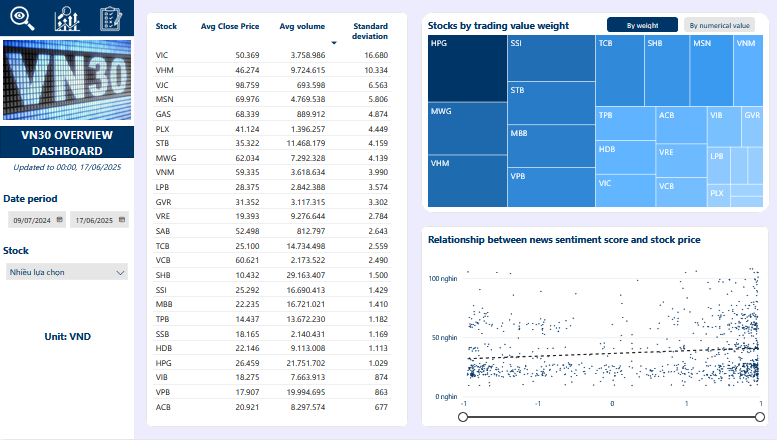 VN30
VN30 OVERVIEW
DASHBOARD
Updated to 00:00, 17/06/2025
Date period
09/07/2024 17/06/2025
Stock
Nhiều lựa chọn
Unit: VND
Stock Avg Close Price Avg volume Standard deviation
VIC 50.369 3.758.986 16.680
VHM 46.274 9.724.615 10.334
VJC 98.759 693.598 6.563
MSN 69.976 4.769.538 5.806
GAS 68.339 889.912 4.874
PLX 41.124 1.396.257 4.449
STB 35.322 11.468.179 4.159
MWG 62.034 7.292.328 4.139
VNM 59.335 3.618.634 3.990
LPB 28.375 2.842.388 3.574
GVR 31.352 3.117.315 3.302
VRE 19.393 9.276.644 2.784
SAB 52.498 812.797 2.643
TCB 25.100 14.734.498 2.559
VCB 60.621 2.173.522 2.490
SHB 10.432 29.163.407 1.500
SSI 25.292 16.690.413 1.429
MBB 22.235 16.721.021 1.410
TPB 14.437 13.672.230 1.182
SSB 18.165 2.140.431 1.169
HDB 22.146 9.113.008 1.113
HPG 26.459 21.751.702 1.029
VIB 18.275 7.663.913 874
VPB 17.907 19.994.695 863
ACB 20.921 8.297.574 677
Stocks by trading value weight
By weight By numerical value
HPG SSI TCB SHB MSN VNM
STB
MWG TPB ACB VIB GVR
MBB
HDB VRE LPB
VHM VPB
VIC VCB PLX
Relationship between news sentiment score and stock price
100 nghìn
50 nghìn
0 nghìn
-1 -1 0 1 1